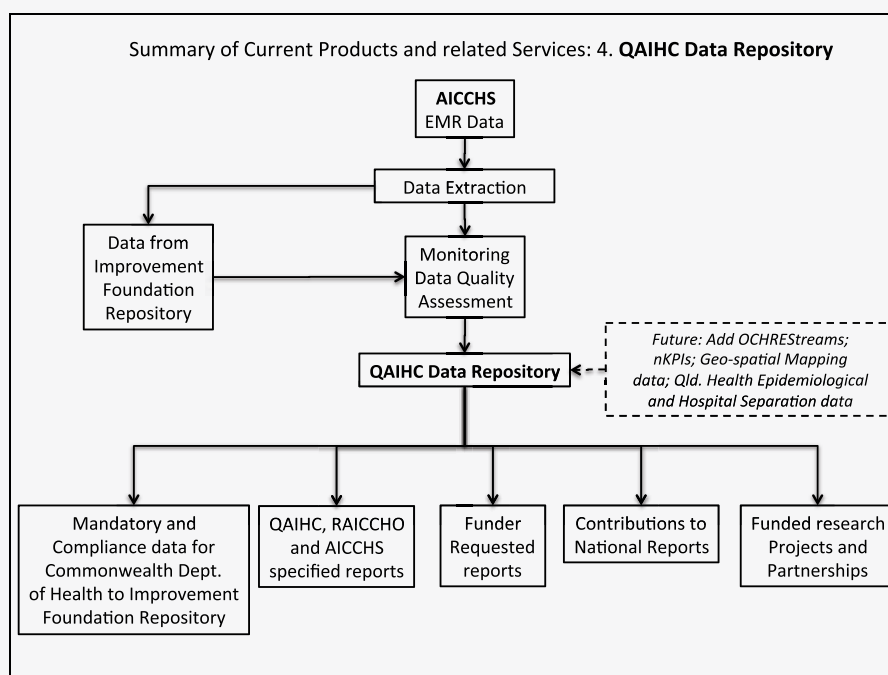 Summary of Current Products and related Services: 4. QAIHC Data Repository
AICCHS
EMR Data
Data Extraction
Data from
Improvement
Foundation
Repository
Monitoring
Data Quality
Assessment
QAIHC Data Repository
Future: Add OCHREStreams;
nKPIs; Geo-spatial Mapping
data; Qld. Health Epidemiological
and Hospital Separation data
Mandatory and
Compliance data for
Commonwealth Dept.
of Health to Improvement
Foundation Repository
QAIHC, RAICCHO
and AICCHS
specified reports
Funder
Requested
reports
Contributions to
National Reports
Funded research
Projects and
Partnerships